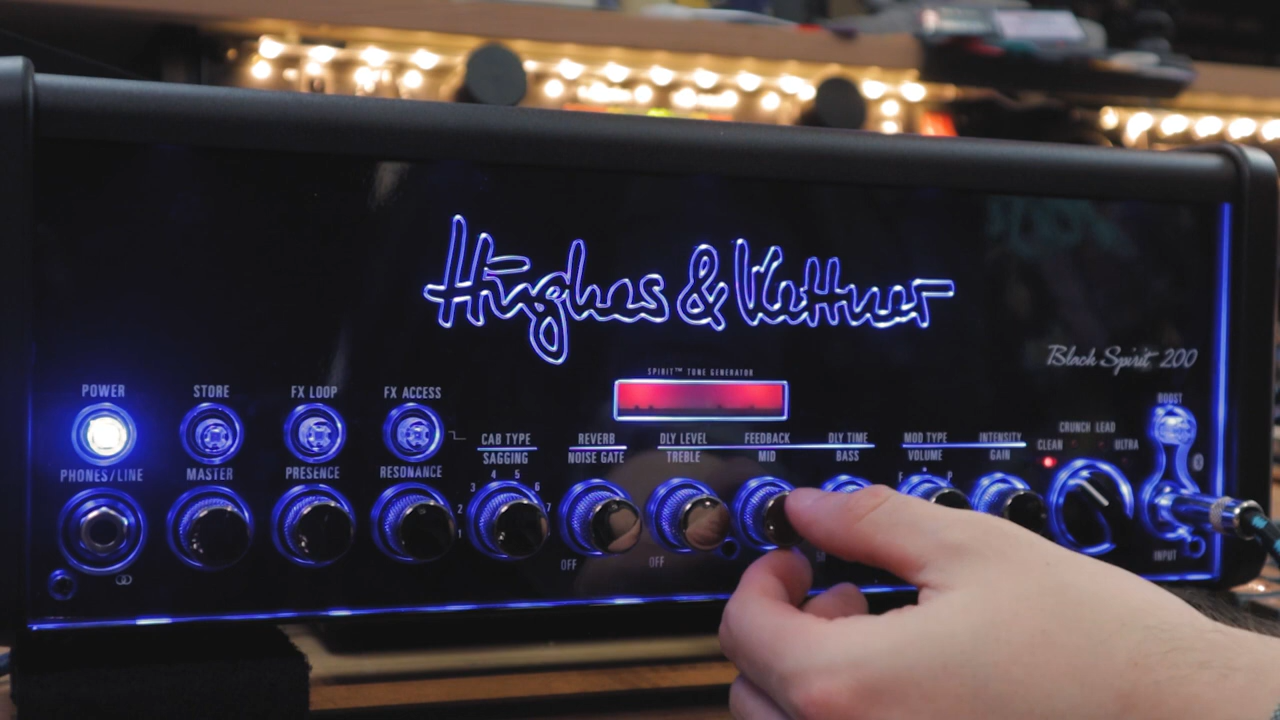 Hughes & Kettner
Black Spirit 200
SPIRIT™ TONE GENERATOR
POWER
STORE
FX LOOP
FX ACCESS
BOOST
CRUNCH LEAD
CLEAN
ULTRA
CAB TYPE
SAGGING
REVERB
NOISE GATE
DLY LEVEL
TREBLE
FEEDBACK
MID
DLY TIME
BASS
MOD TYPE
VOLUME
INTENSITY
GAIN
PHONES/LINE
MASTER
PRESENCE
RESONANCE
1 2 3 4 5 6 7
F P
OFF
OFF
INPUT